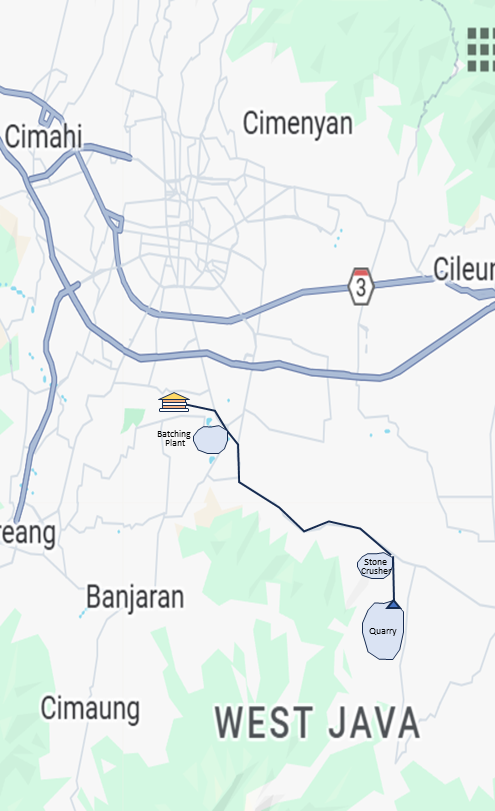 Cimenyan
Cimahi
Cileun
3
Batching
Plant
reang
Stone
Crusher
Banjaran
Quarry
Cimaung
WEST JAVA